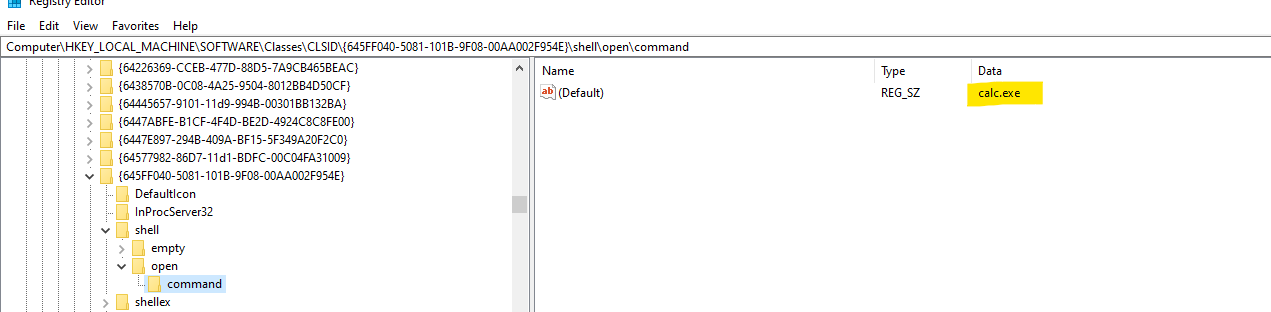 Registry Editor
File Edit View Favorites Help
Computer\HKEY_LOCAL_MACHINE\SOFTWARE\Classes\CLSID\{645FF040-5081-101B-9F08-00AA002F954E}\shell\open\command
{64226369-CCEB-477D-88D5-7A9CB465BEAC}
{6438570B-0C08-4A25-9504-8012BB4D50CF}
{64445657-9101-11d9-994B-00301BB132BA}
{6447ABFE-B1CF-4F4D-BE2D-4924C8C8FE00}
{6447E897-294B-409A-BF15-5F349A20F2C0}
{64577982-86D7-11d1-BDFC-00C04FA31009}
{645FF040-5081-101B-9F08-00AA002F954E}
DefaultIcon
InProcServer32
shell
empty
open
command
shellex
Name Type Data
ab (Default) REG_SZ calc.exe